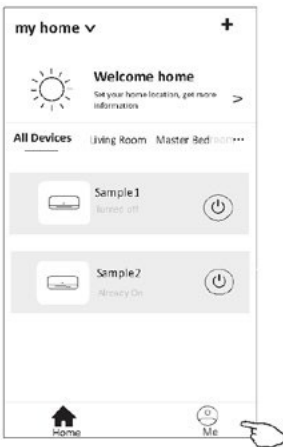 my home
Welcome home
Set your home location, get more
information
All Devices Living Room Master Bedroom
Sample1
Turned off
Sample2
Already On
Home Me